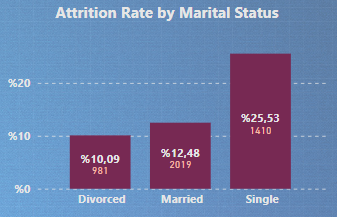 Attrition Rate by Marital Status
%20
%10
%0
%10,09
981
%12,48
2019
%25,53
1410
Divorced
Married
Single